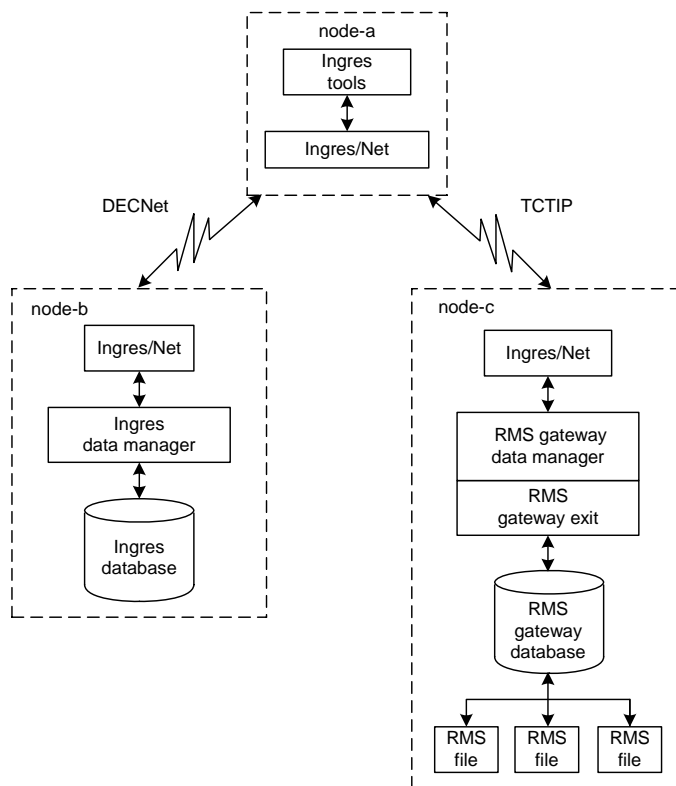 node-a
Ingres
tools
Ingres/Net
DECNet
TCTIP
node-b
Ingres/Net
Ingres
data manager
Ingres
database
node-c
Ingres/Net
RMS gateway
data manager
RMS
gateway exit
RMS
gateway
database
RMS
file
RMS
file
RMS
file